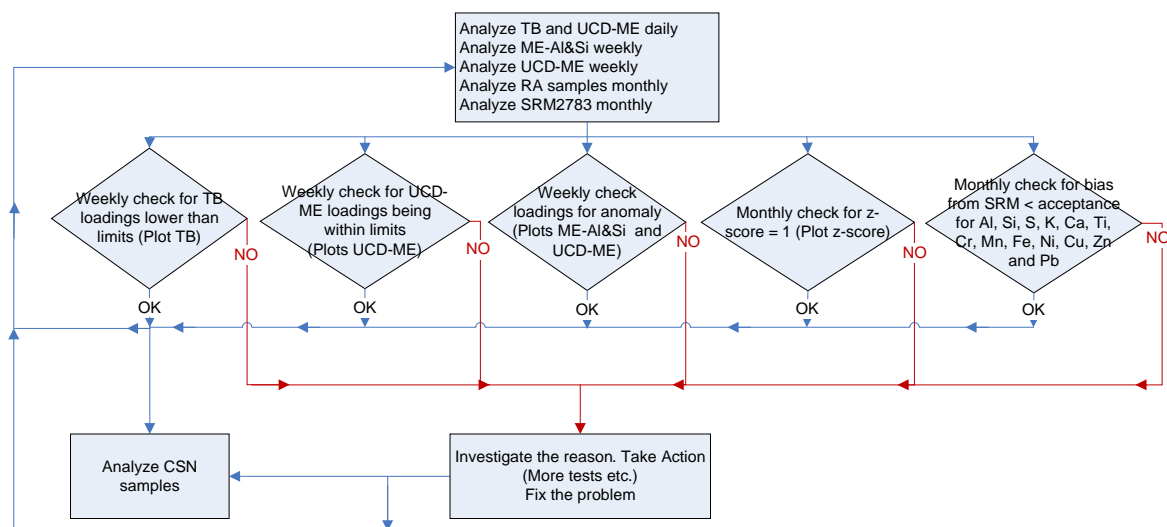 Analyze TB and UCD-ME daily
Analyze ME-Al&Si weekly
Analyze UCD-ME weekly
Analyze RA samples monthly
Analyze SRM2783 monthly
Weekly check for TB
loadings lower than
limits (Plot TB)
NO
OK
Weekly check for UCD-
ME loadings being
within limits
(Plots UCD-ME)
NO
OK
Weekly check
loadings for anomaly
(Plots ME-Al&Si and
UCD-ME)
NO
OK
Monthly check for z-
score = 1 (Plot z-score)
NO
OK
Monthly check for bias
from SRM < acceptance
for Al, Si, S, K, Ca, Ti,
Cr, Mn, Fe, Ni, Cu, Zn
and Pb
NO
OK
Analyze CSN
samples
Investigate the reason. Take Action
(More tests etc.)
Fix the problem